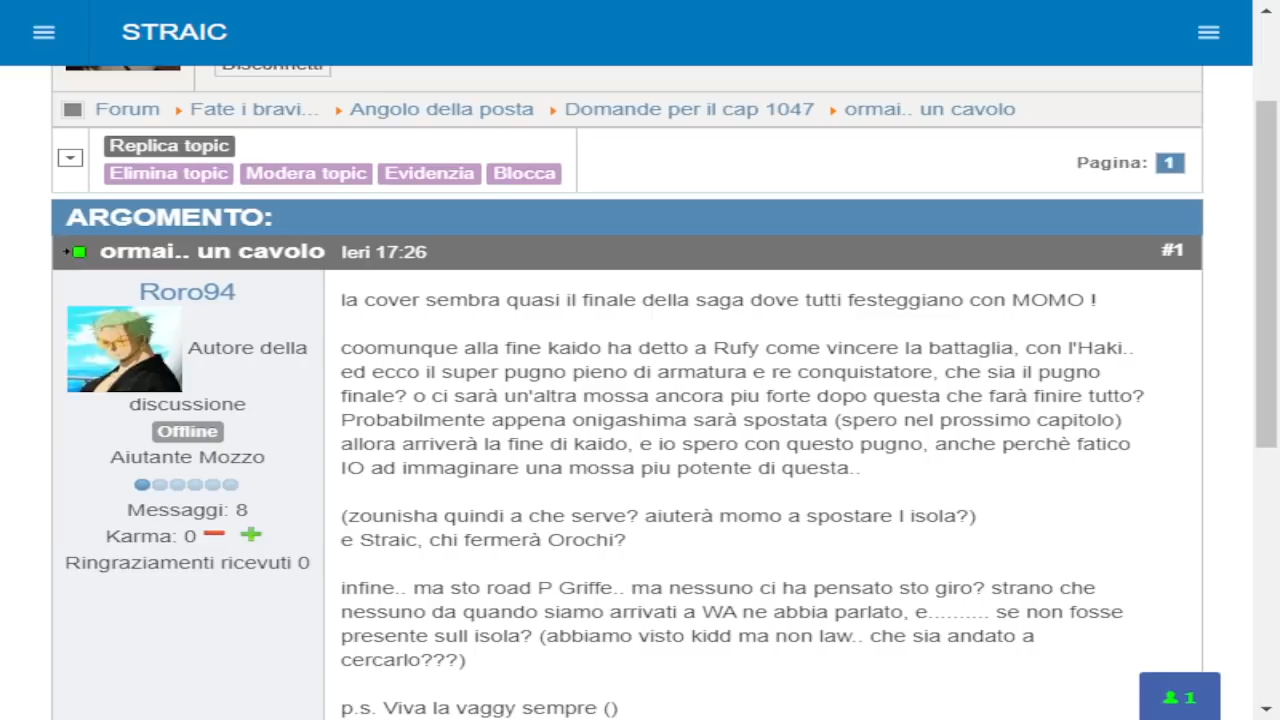 STRAIC
Disconnetti
Forum Fate i bravi... Angolo della posta Domande per il cap 1047 ormai.. un cavolo
Replica topic
Elimina topic Modera topic Evidenzia Blocca
Pagina: 1
ARGOMENTO:
ormai.. un cavolo Ieri 17:26 #1
Roro94
Autore della
discussione
Offline
Aiutante Mozzo
Messaggi: 8
Karma: 0
Ringraziamenti ricevuti 0
la cover sembra quasi il finale della saga dove tutti festeggiano con MOMO !
coomunque alla fine kaido ha detto a Rufy come vincere la battaglia, con l'Haki..
ed ecco il super pugno pieno di armatura e re conquistatore, che sia il pugno
finale? o ci sarà un'altra mossa ancora piu forte dopo questa che farà finire tutto?
Probabilmente appena onigashima sarà spostata (spero nel prossimo capitolo)
allora arriverà la fine di kaido, e io spero con questo pugno, anche perchè fatico
IO ad immaginare una mossa piu potente di questa..
(zounisha quindi a che serve? aiuterà momo a spostare l isola?)
e Straic, chi fermerà Orochi?
infine.. ma sto road P Griffe.. ma nessuno ci ha pensato sto giro? strano che
nessuno da quando siamo arrivati a WA ne abbia parlato, e.......... se non fosse
presente sull isola? (abbiamo visto kidd ma non law.. che sia andato a
cercarlo???)
p.s. Viva la vaggy sempre ()
1